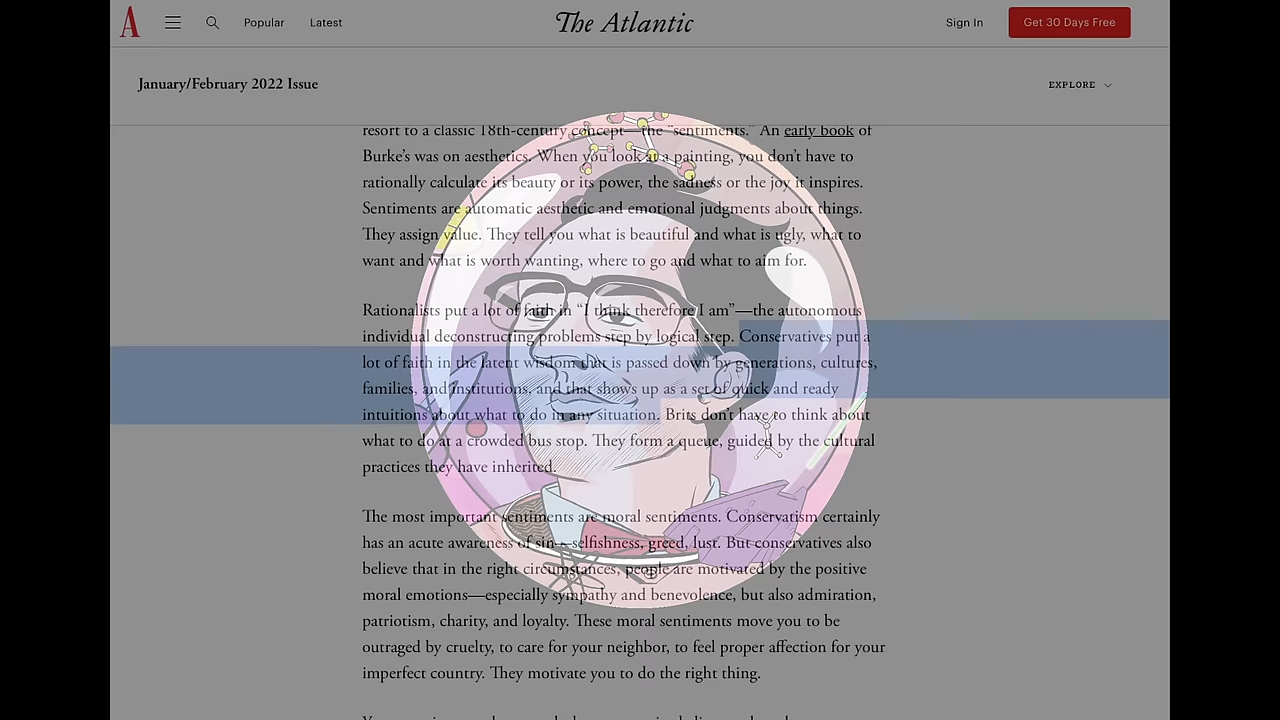 A
Popular
Latest
The Atlantic
Sign In
Get 30 Days Free
January/February 2022 Issue
EXPLORE
resort to a classic 18th-century concept—the “sentiments.” An early book of
Burke’s was on aesthetics. When you look at a painting, you don’t have to
rationally calculate its beauty or its power, the sadness or the joy it inspires.
Sentiments are automatic aesthetic and emotional judgments about things.
They assign value. They tell you what is beautiful and what is ugly, what to
want and what is worth wanting, where to go and what to aim for.
Rationalists put a lot of faith in “I think therefore I am”—the autonomous
individual deconstructing problems step by logical step. Conservatives put a
lot of faith in the latent wisdom that is passed down by generations, cultures,
families, and institutions, and that shows up as a set of quick and ready
intuitions about what to do in any situation. Brits don’t have to think about
what to do at a crowded bus stop. They form a queue, guided by the cultural
practices they have inherited.
The most important sentiments are moral sentiments. Conservatism certainly
has an acute awareness of sin—selfishness, greed, lust. But conservatives also
believe that in the right circumstances, people are motivated by the positive
moral emotions—especially sympathy and benevolence, but also admiration,
patriotism, charity, and loyalty. These moral sentiments move you to be
outraged by cruelty, to care for your neighbor, to feel proper affection for your
imperfect country. They motivate you to do the right thing.